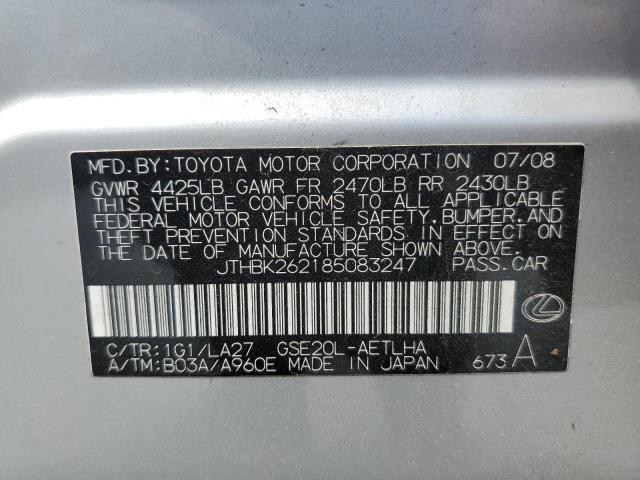 MFD. BY: TOYOTA MOTOR CORPORATION 07/08
GVWR 4425LB GAWR FR 2470LB RR 2430LB
THIS VEHICLE CONFORMS TO ALL APPLICABLE
FEDERAL MOTOR VEHICLE SAFETY, BUMPER, AND
THEFT PREVENTION STANDARDS IN EFFECT ON
THE DATE OF MANUFACTURE SHOWN ABOVE.
JTHBK262185083247 PASS. CAR
C/TR: 1G1/LA27 GSE20L-AETLHA
A/TM: B03A/A960E MADE IN JAPAN 673 A